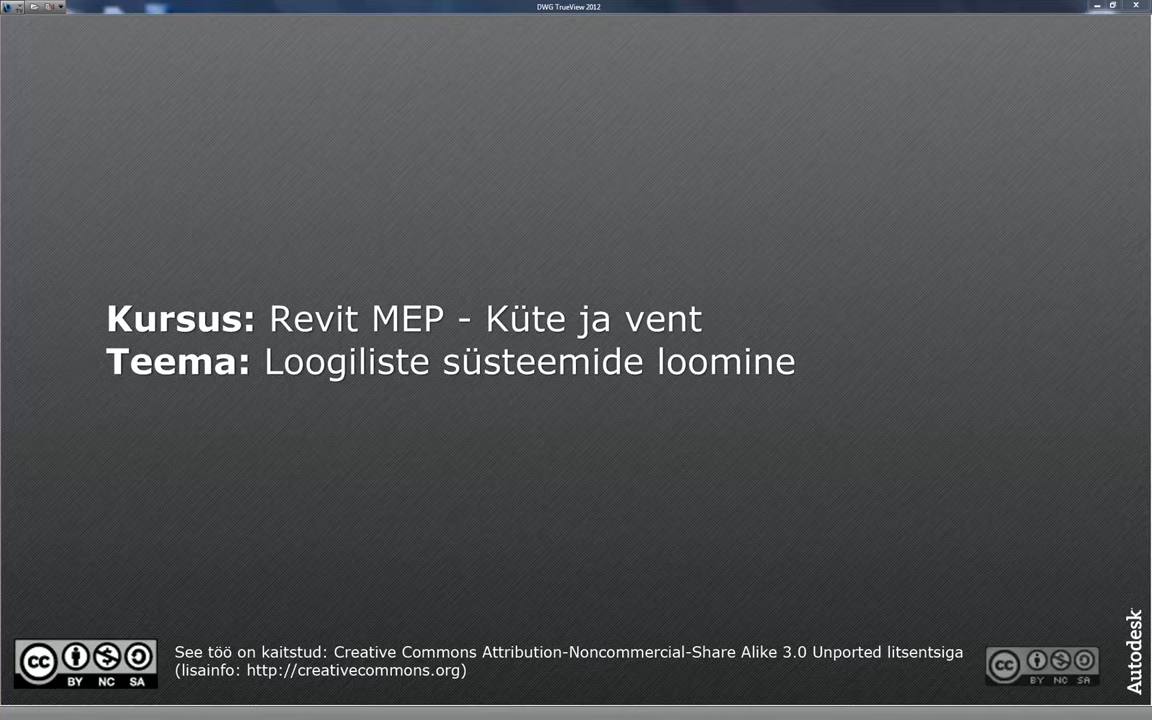 DWG TrueView 2012
Kursus: Revit MEP - Küte ja vent
Teema: Loogiliste süsteemide loomine
See töö on kaitstud: Creative Commons Attribution-Noncommercial-Share Alike 3.0 Unported litsentsiga
(lisainfo: http://creativecommons.org)
cc BY NC SA
cc BY NC SA
Autodesk